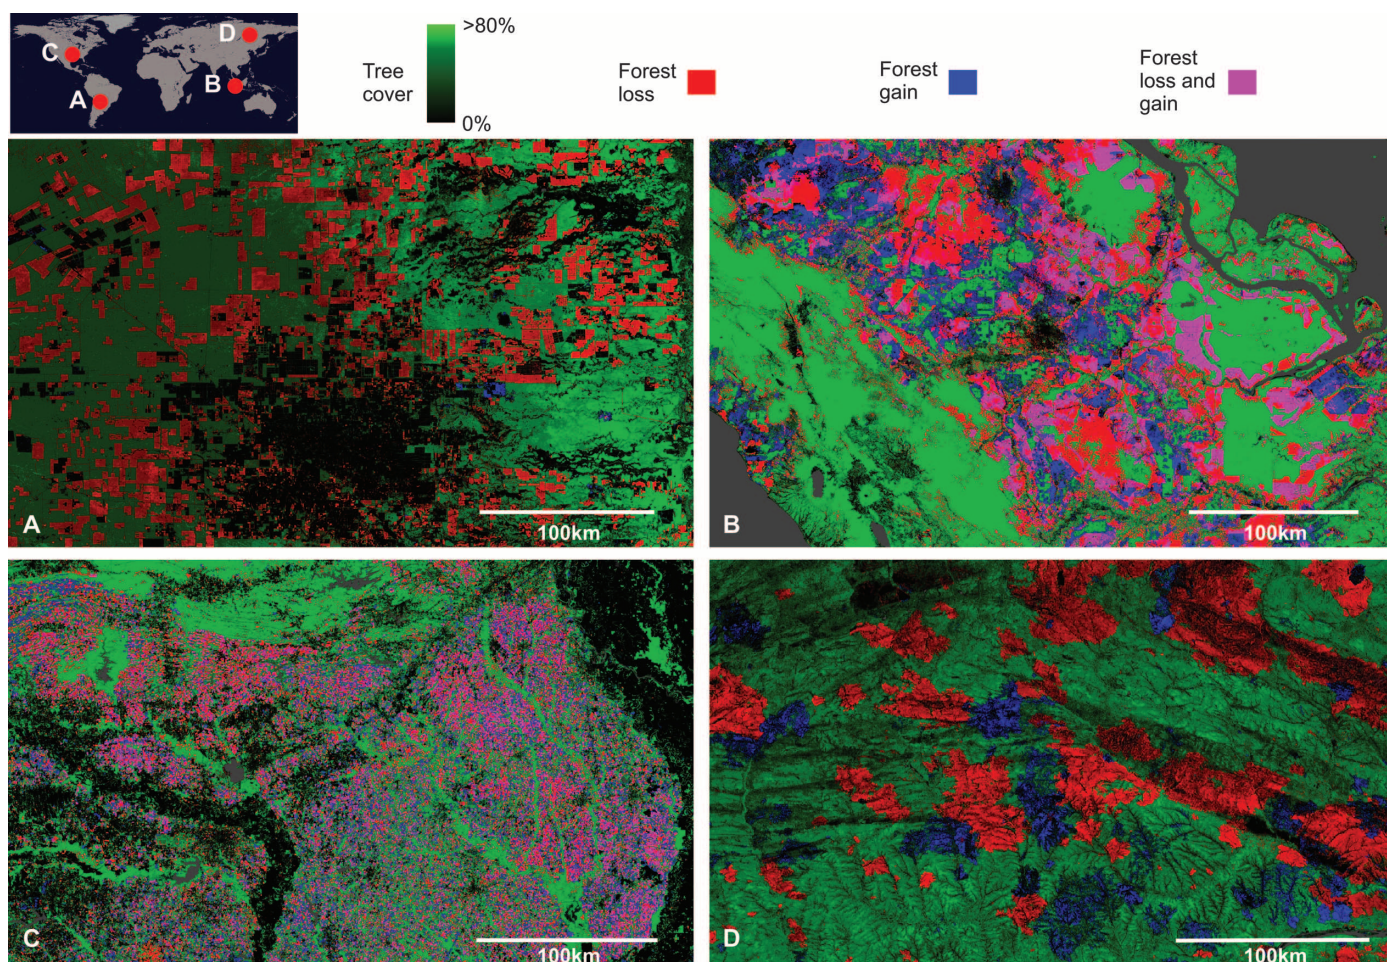 D
C
B
A
>80%
Tree
cover
0%
Forest
loss
Forest
gain
Forest
loss and
gain
A
100km
B
100km
C
100km
D
100km